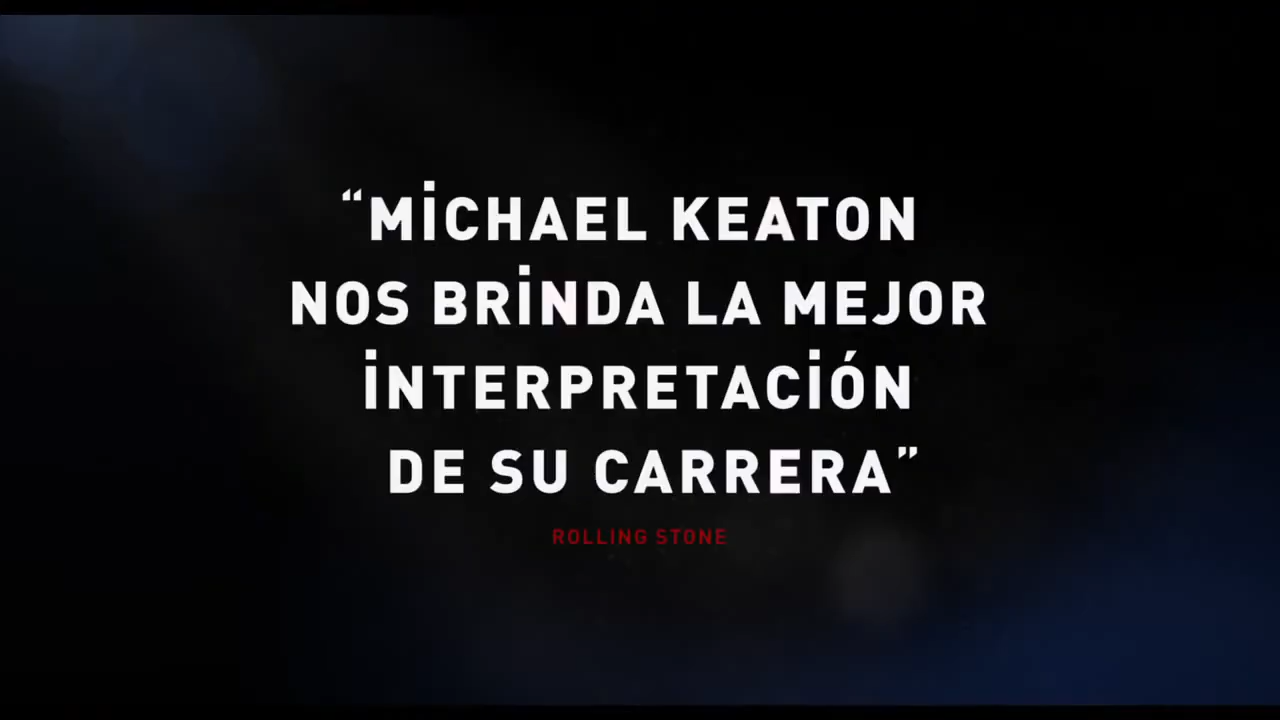 “MiCHAEL KEATON
NOS BRiNDA LA MEJOR
iNTERPRETACiÓN
DE SU CARRERA”
ROLLING STONE